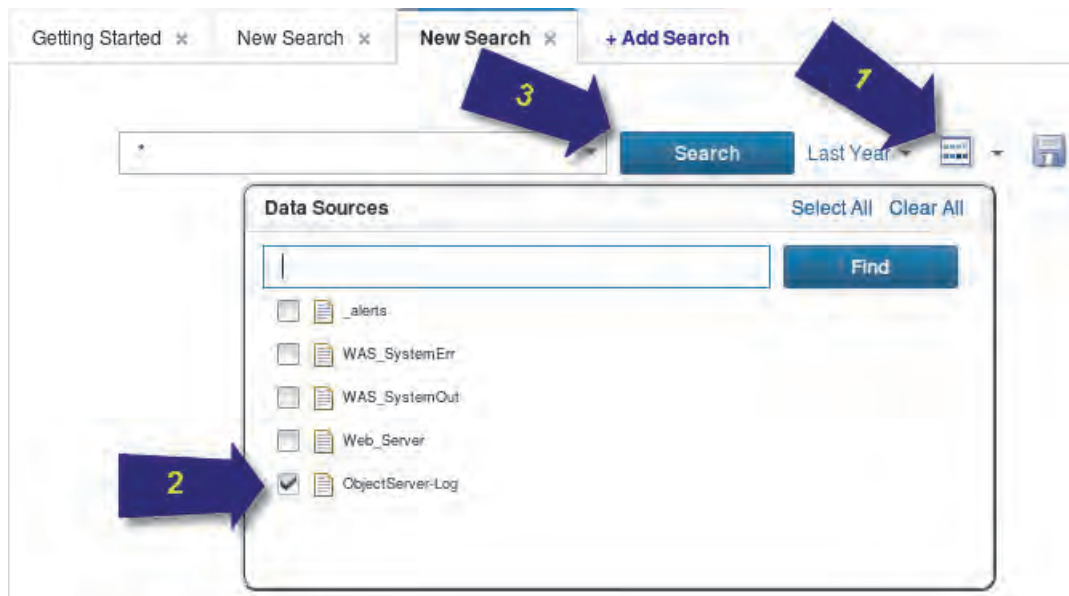 Getting Started × New Search × New Search × + Add Search
1
3
* Search Last Year
Data Sources Select All Clear All
Find
_alerts
WAS_SystemErr
WAS_SystemOut
Web_Server
2 ObjectServer-Log